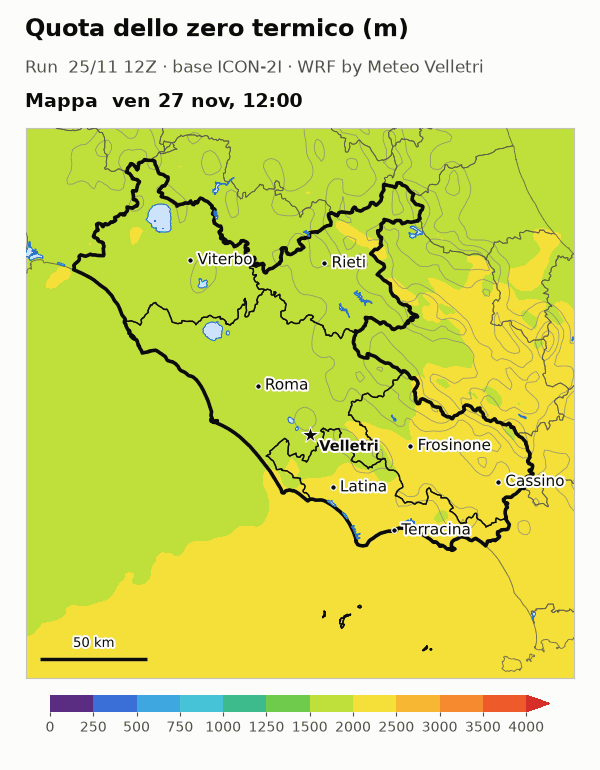 Quota dello zero termico (m)
Run 25/11 12Z · base ICON-2I · WRF by Meteo Velletri
Mappa ven 27 nov, 12:00
Viterbo
Rieti
Roma
Velletri
Frosinone
Latina
Cassino
Terracina
50 km
0 250 500 750 1000 1250 1500 2000 2500 3000 3500 4000